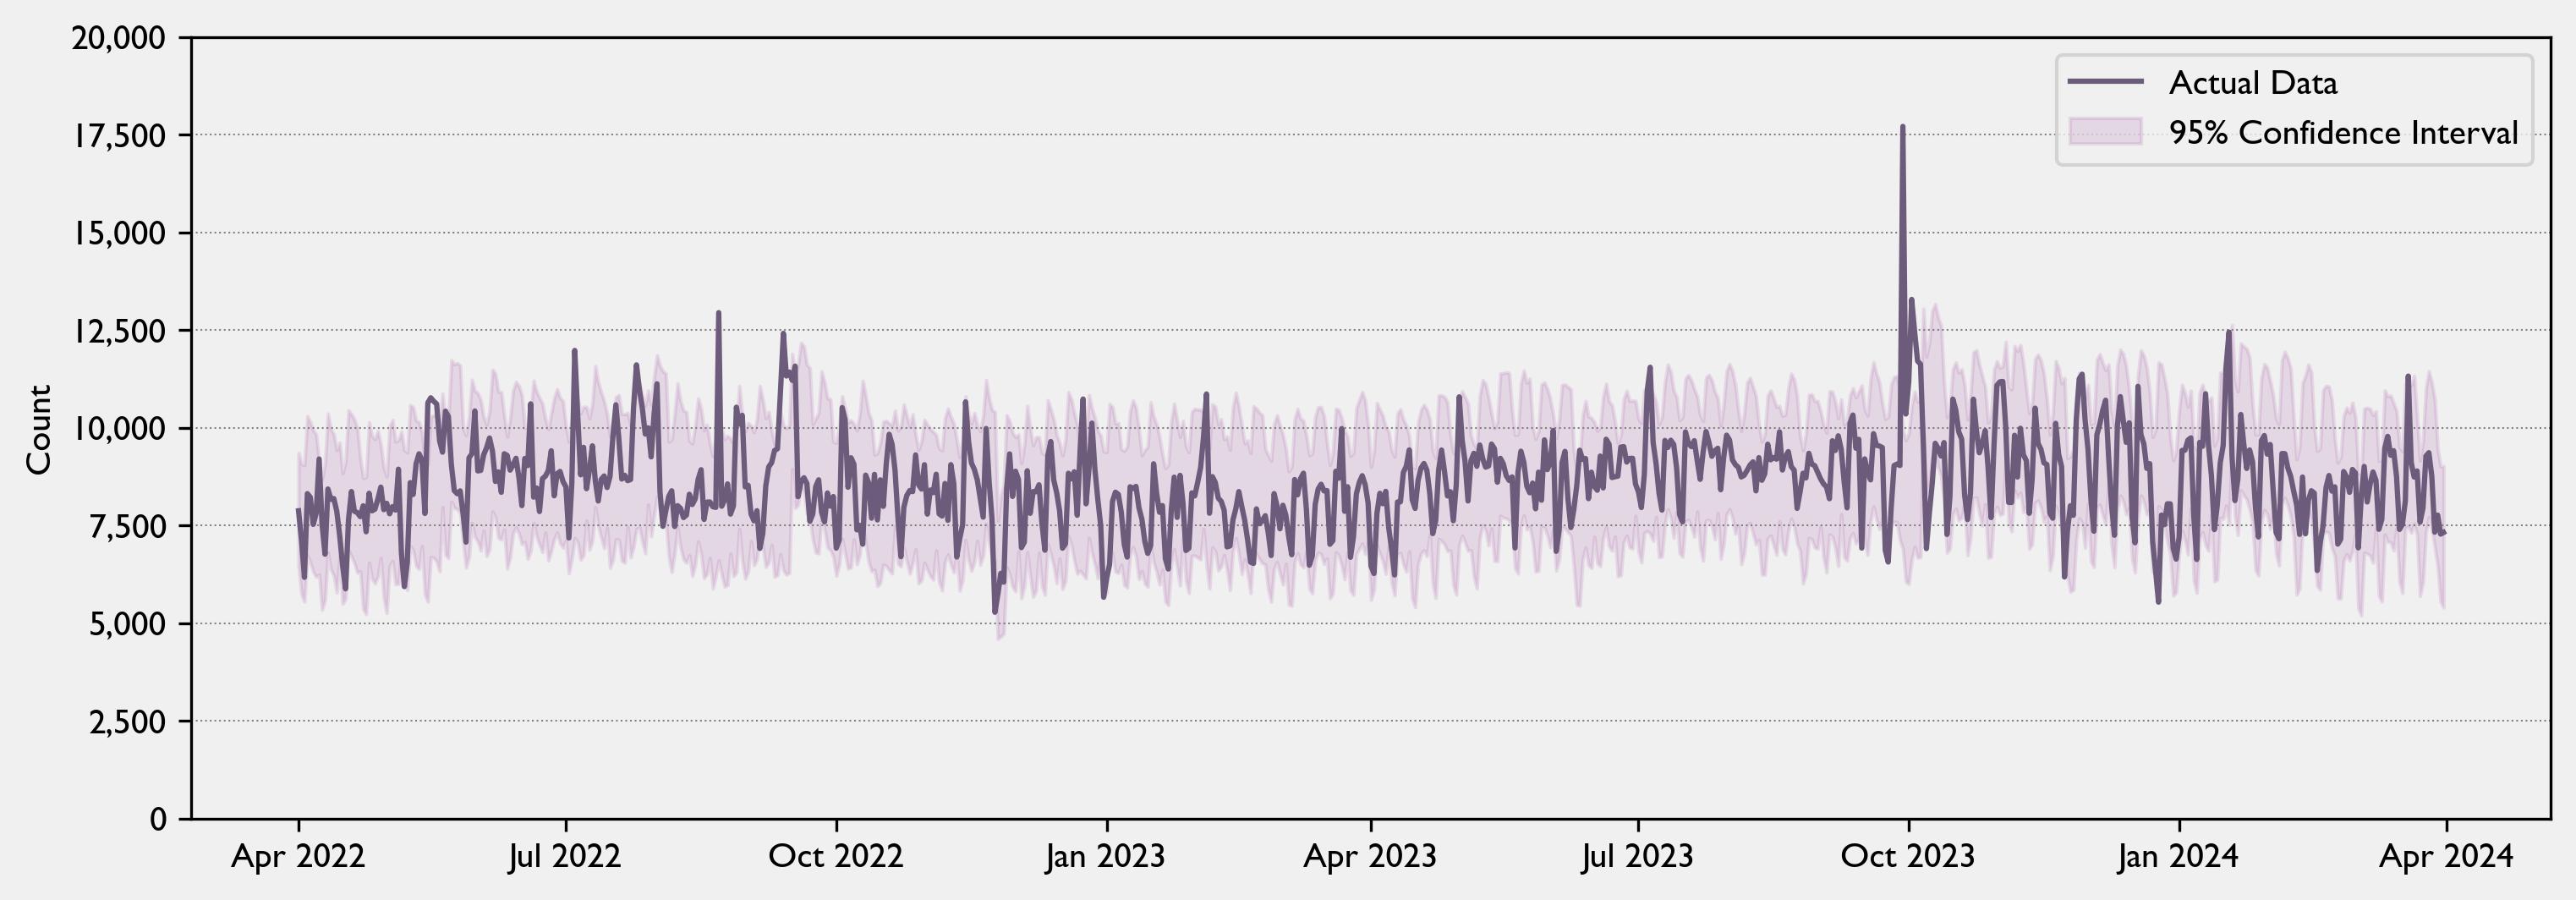 20,000
17,500
15,000
12,500
10,000
7,500
5,000
2,500
0
Count
Actual Data
95% Confidence Interval
Apr 2022
Jul 2022
Oct 2022
Jan 2023
Apr 2023
Jul 2023
Oct 2023
Jan 2024
Apr 2024